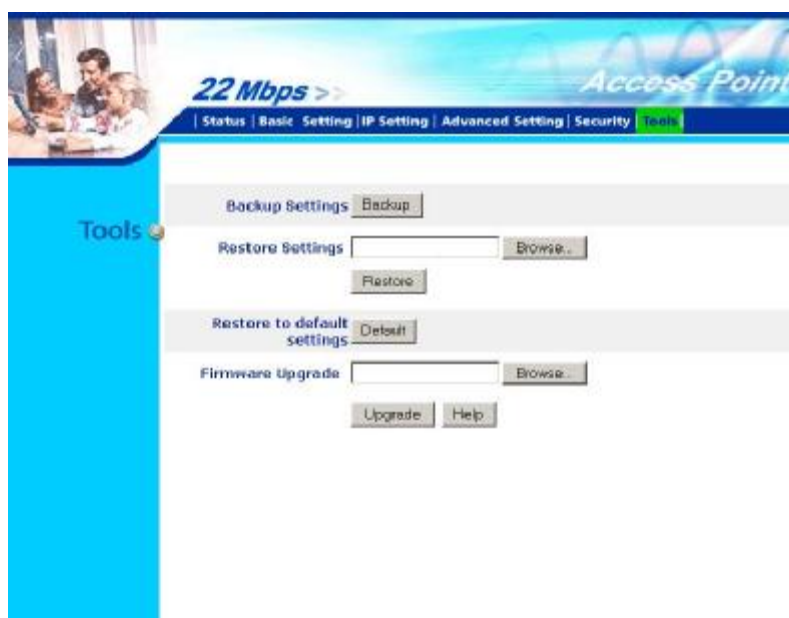 22 Mbps >>
Access Point
| Status | Basic Setting | IP Setting | Advanced Setting | Security | Tools
Tools
Backup Settings Backup
Restore Settings Browse...
Restore
Restore to default settings Default
Firmware Upgrade Browse...
Upgrade Help